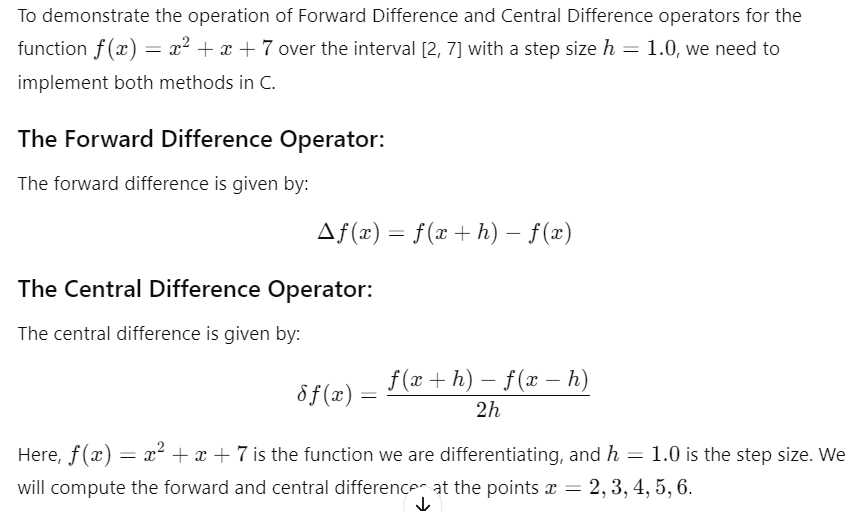 To demonstrate the operation of Forward Difference and Central Difference operators for the
function f(x) = x² + x + 7 over the interval [2, 7] with a step size h = 1.0, we need to
implement both methods in C.
The Forward Difference Operator:
The forward difference is given by:
Δf(x) = f(x + h) − f(x)
The Central Difference Operator:
The central difference is given by:
δf(x) = \frac{f(x + h) − f(x − h)}{2h}
Here, f(x) = x² + x + 7 is the function we are differentiating, and h = 1.0 is the step size. We
will compute the forward and central differences at the points x = 2, 3, 4, 5, 6.